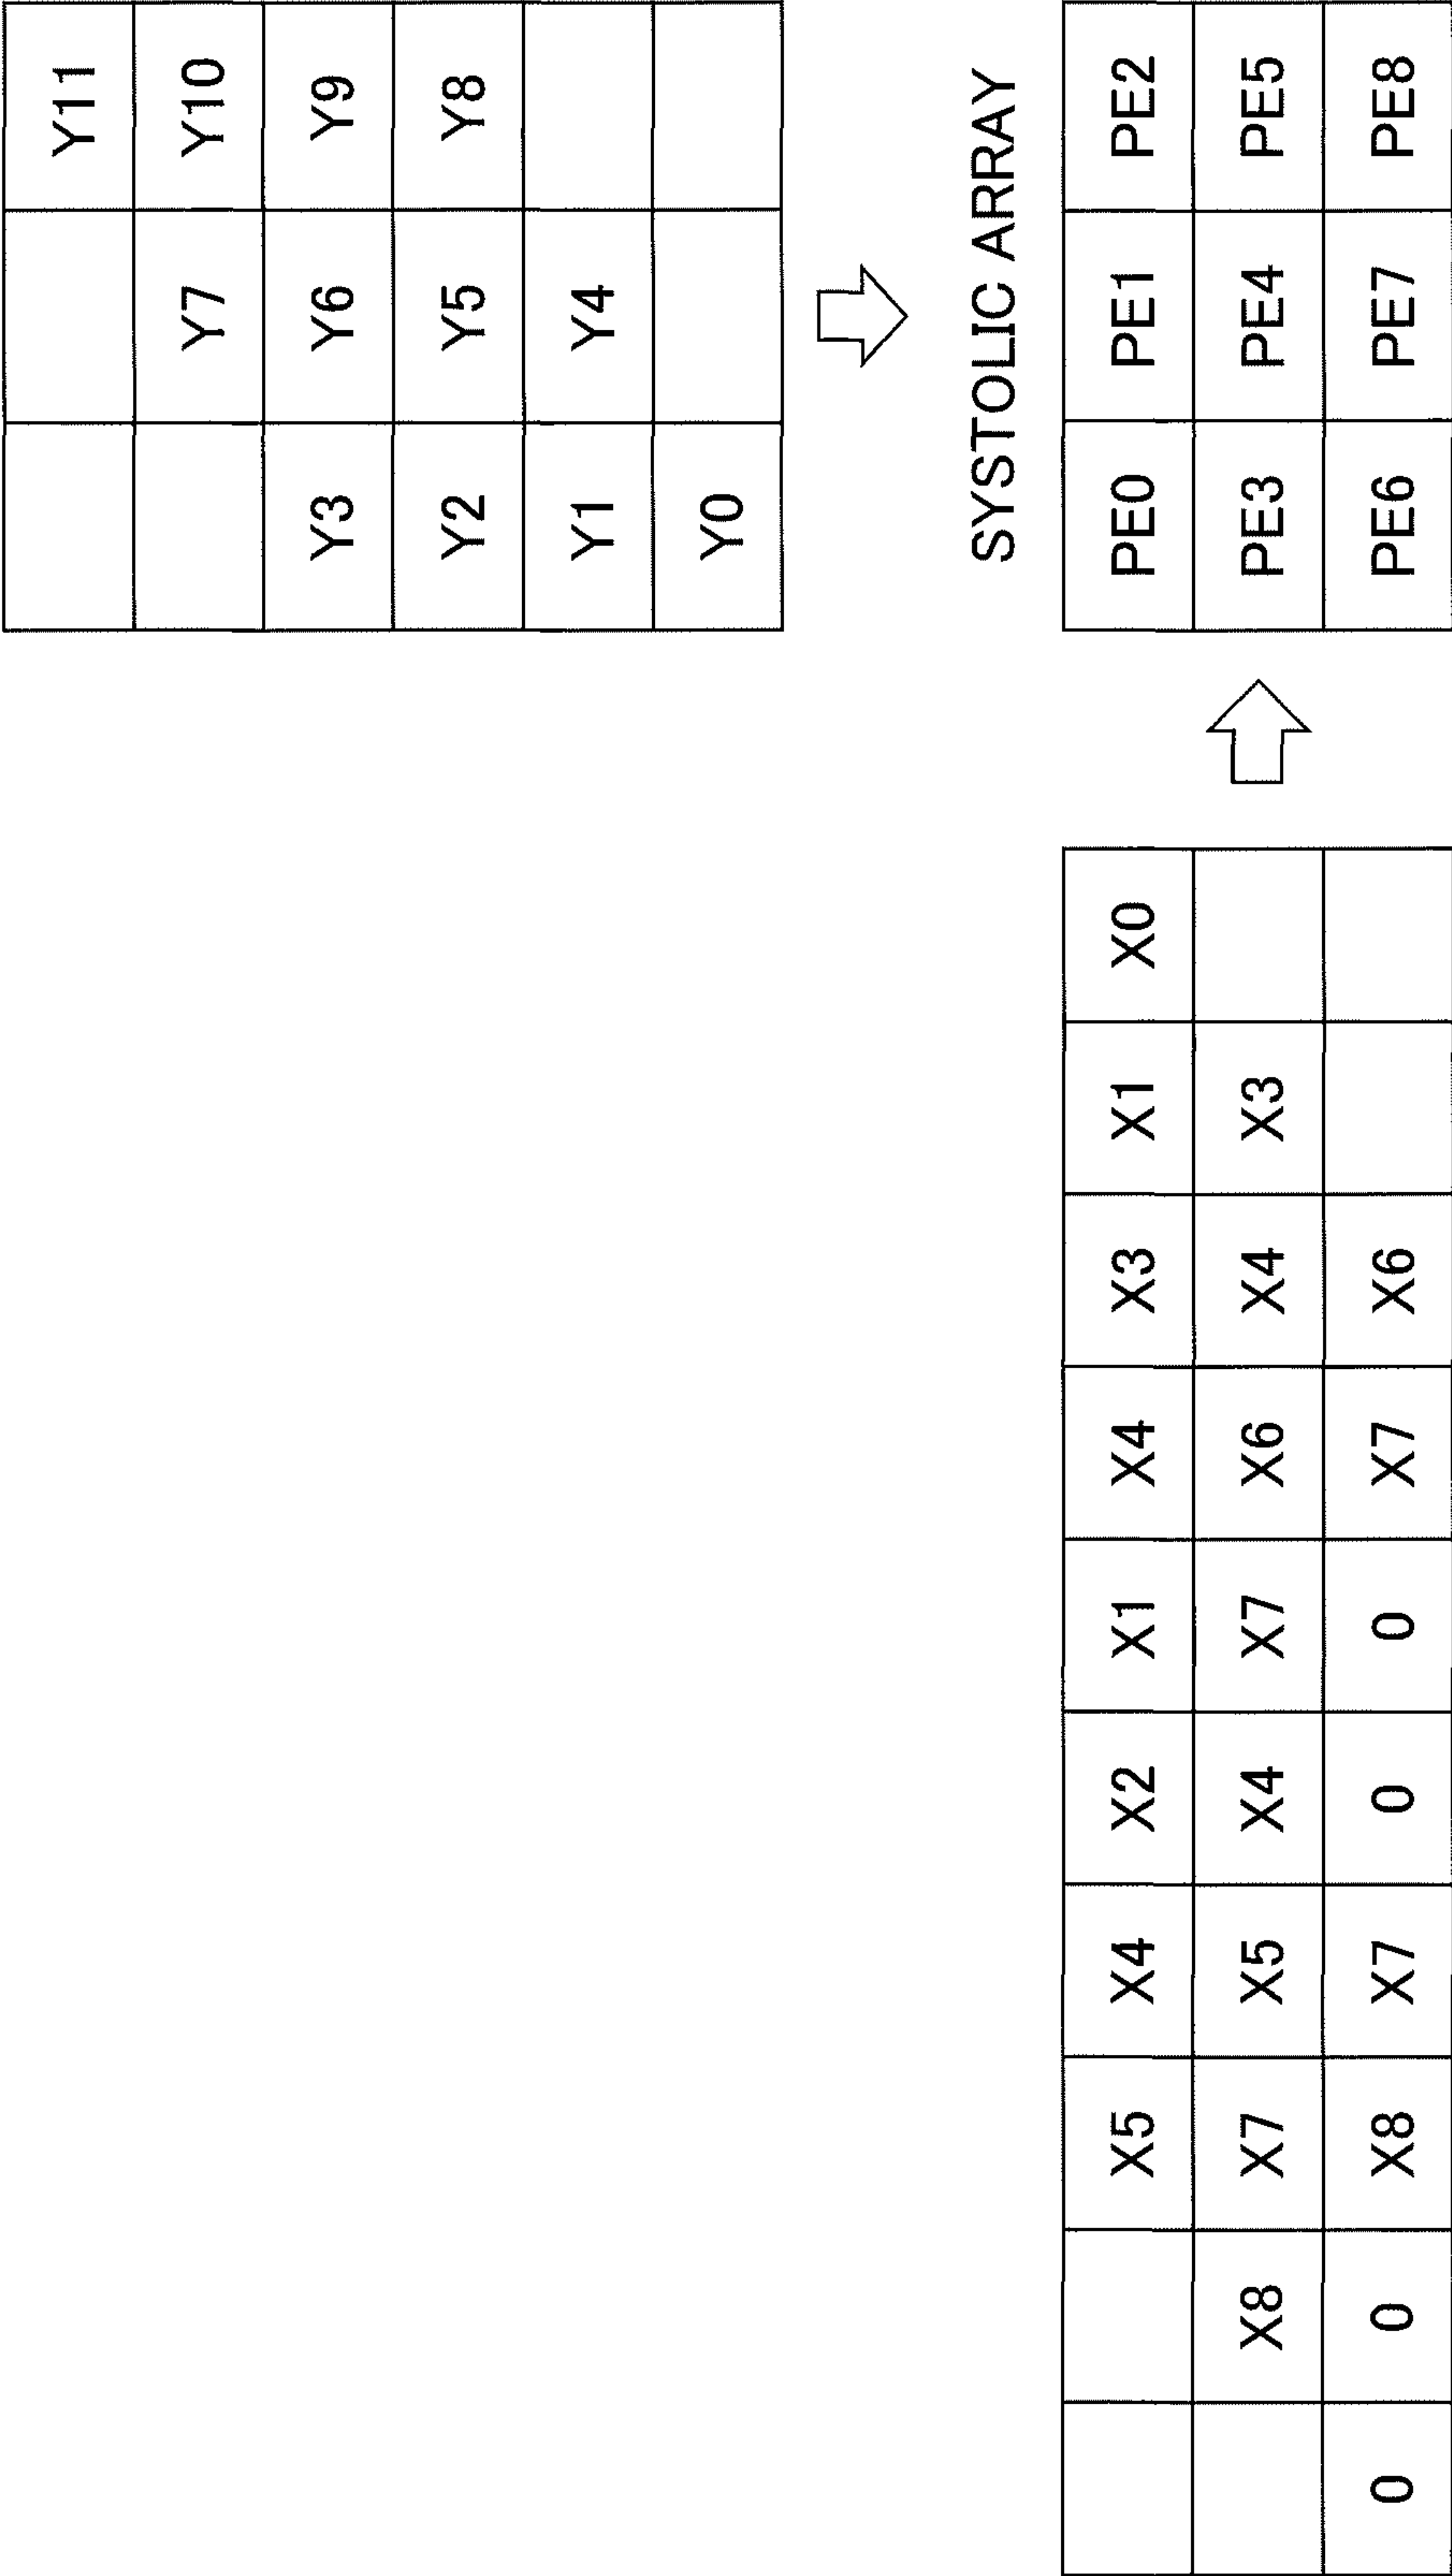 Y11
Y7 Y10
Y3 Y6 Y9
Y2 Y5 Y8
Y1 Y4
Y0
SYSTOLIC ARRAY
X5 X4 X2 X1 X4 X3 X1 X0 PE0 PE1 PE2
X8 X7 X5 X4 X7 X6 X4 X3 PE3 PE4 PE5
0 0 X8 X7 0 0 X7 X6 PE6 PE7 PE8